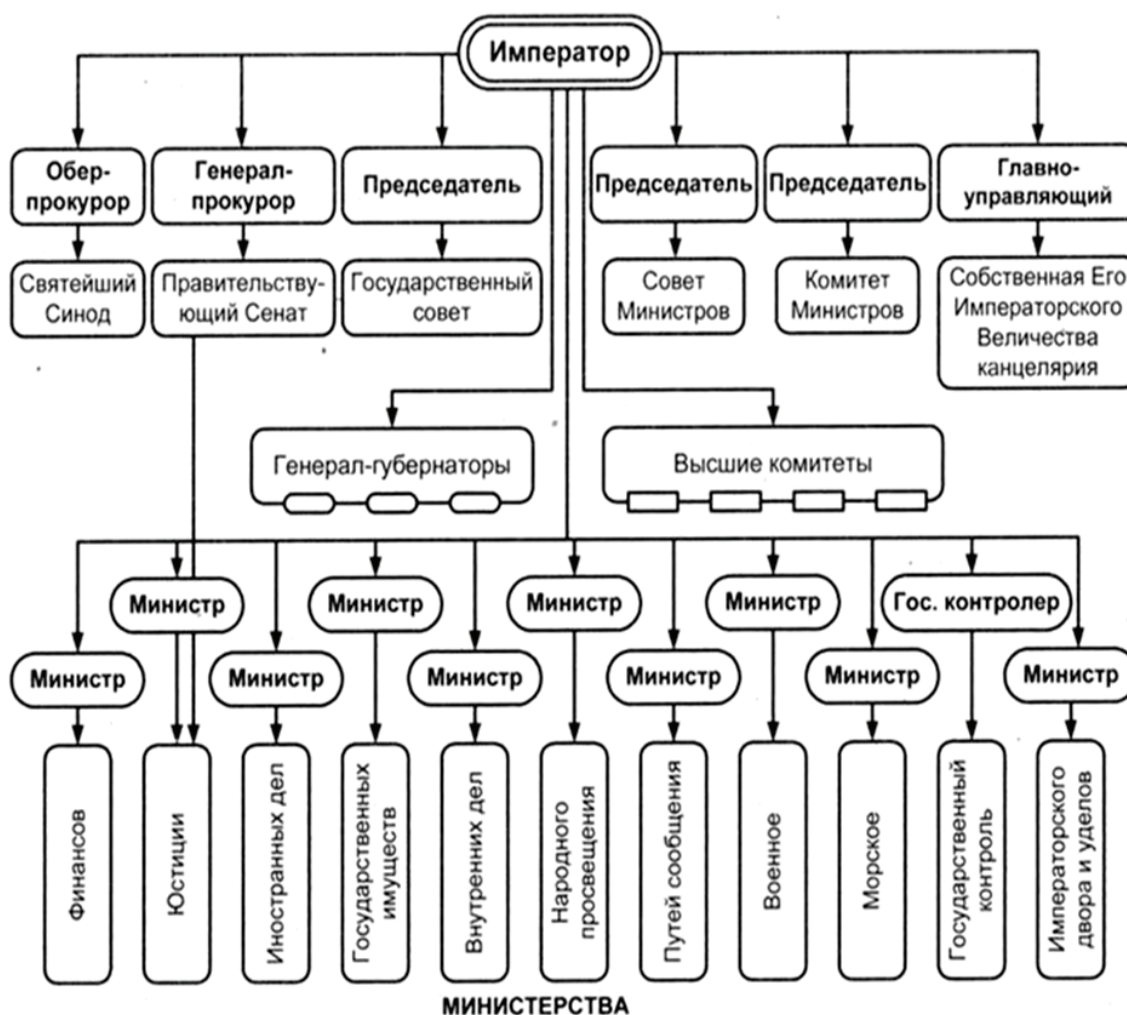 Император
Обер-
прокурор
Генерал-
прокурор
Председатель
Председатель
Председатель
Главно-
управляющий
Святейший
Синод
Правительству-
ющий Сенат
Государственный
совет
Совет
Министров
Комитет
Министров
Собственная Его
Императорского
Величества
канцелярия
Генерал-губернаторы
Высшие комитеты
Министр
Министр
Министр
Министр
Гос. контролер
Министр
Министр
Министр
Министр
Министр
Министр
Финансов
Юстиции
Иностранных дел
Государственных
имуществ
Внутренних дел
Народного
просвещения
Путей сообщения
Военное
Морское
Государственный
контроль
Императорского
двора и уделов
МИНИСТЕРСТВА